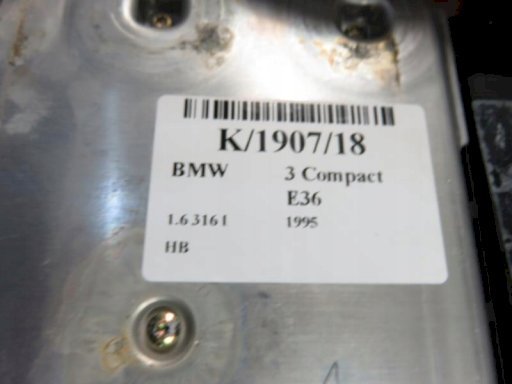 K/1907/18
BMW 3 Compact
E36
1.6 316 I 1995
HB